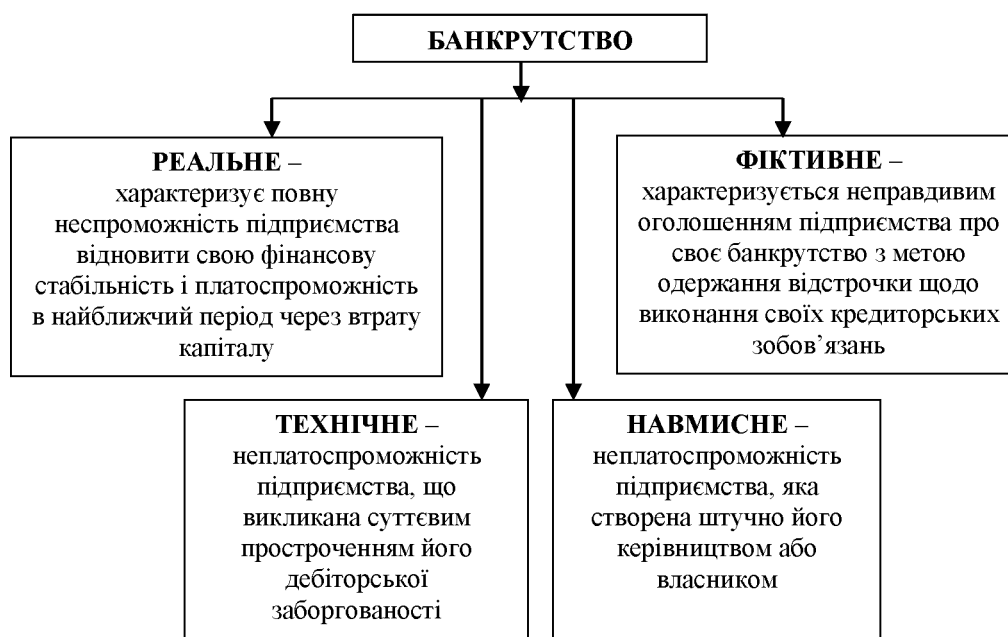 БАНКРУТСТВО
РЕАЛЬНЕ –
характеризує повну
неспроможність підприємства
відновити свою фінансову
стабільність і платоспроможність
в найближчий період через втрату
капіталу
ФІКТИВНЕ –
характеризується неправдивим
оголошенням підприємства про
своє банкрутство з метою
одержання відстрочки щодо
виконання своїх кредиторських
зобов’язань
ТЕХНІЧНЕ –
неплатоспроможність
підприємства, що
викликана суттєвим
простроченням його
дебіторської
заборгованості
НАВМИСНЕ –
неплатоспроможність
підприємства, яка
створена штучно його
керівництвом або
власником